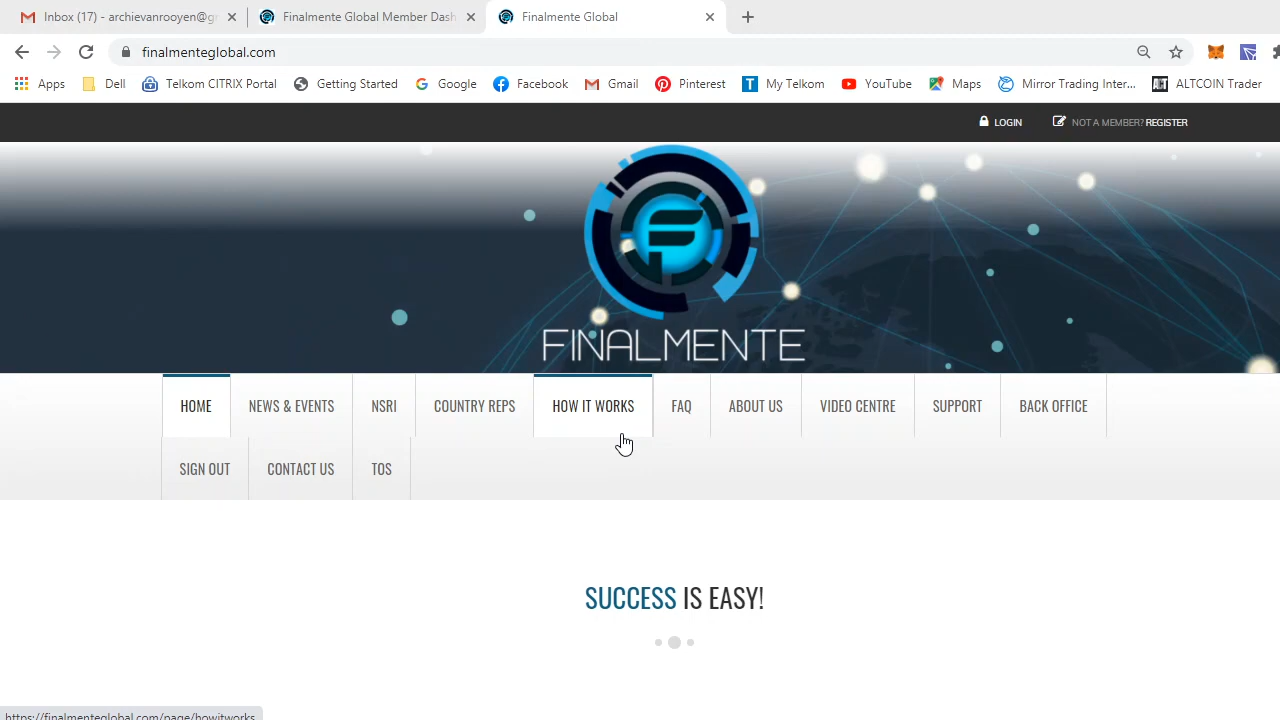 Inbox (17) - archievanrooyen@g
Finalmente Global Member Dash
Finalmente Global
finalmenteglobal.com
Apps
Dell
Telkom CITRIX Portal
Getting Started
Google
Facebook
Gmail
Pinterest
My Telkom
YouTube
Maps
Mirror Trading Inter...
ALTCOIN Trader
LOGIN
NOT A MEMBER? REGISTER
FINALMENTE
HOME
NEWS & EVENTS
NSRI
COUNTRY REPS
HOW IT WORKS
FAQ
ABOUT US
VIDEO CENTRE
SUPPORT
BACK OFFICE
SIGN OUT
CONTACT US
TOS
SUCCESS IS EASY!
https://finalmenteglobal.com/page/howitworks